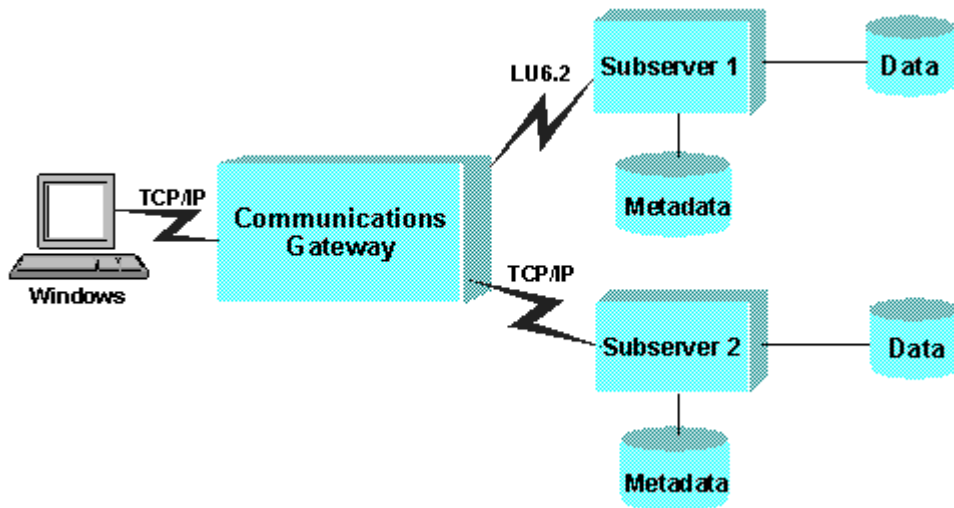 LU6.2
Subserver 1
Data
Metadata
TCP/IP
Communications
Gateway
Windows
TCP/IP
Subserver 2
Data
Metadata